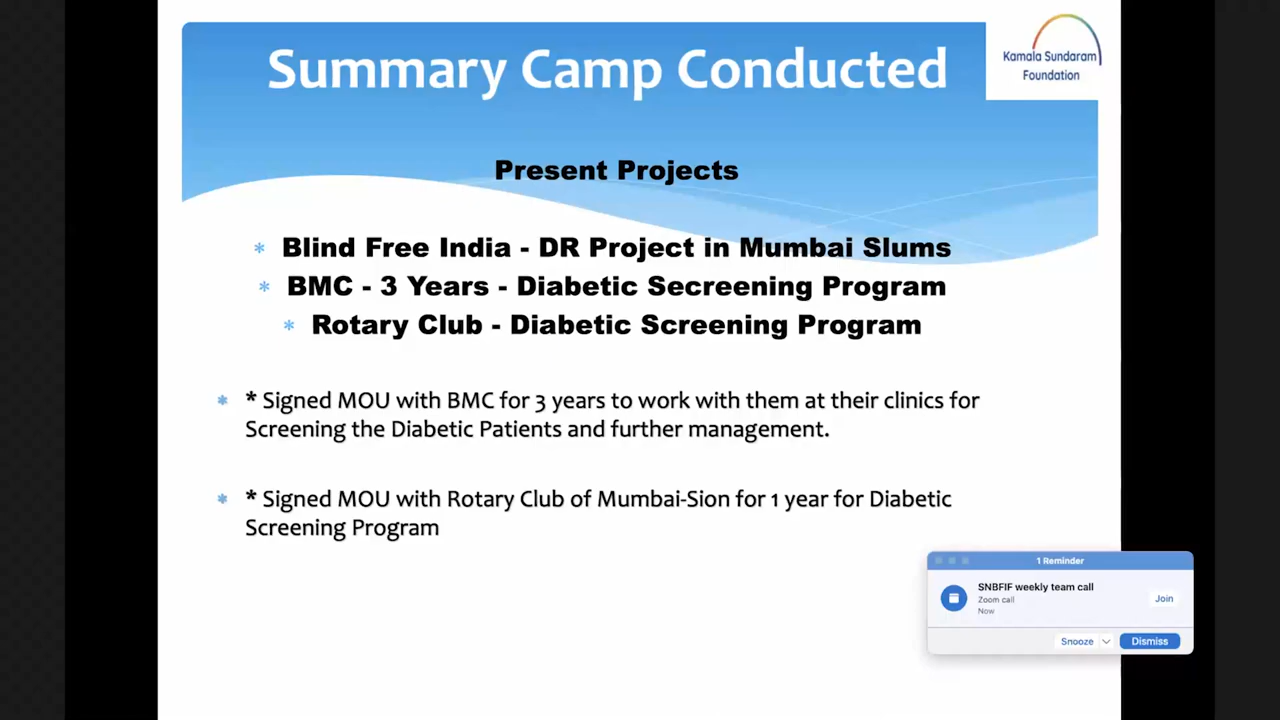 Summary Camp Conducted
Kamala Sundaram
Foundation
Present Projects
* Blind Free India - DR Project in Mumbai Slums
* BMC - 3 Years - Diabetic Secreening Program
* Rotary Club - Diabetic Screening Program
* * Signed MOU with BMC for 3 years to work with them at their clinics for
Screening the Diabetic Patients and further management.
* * Signed MOU with Rotary Club of Mumbai-Sion for 1 year for Diabetic
Screening Program
1 Reminder
SNBFIF weekly team call
Zoom call
Now
Join
Snooze
Dismiss